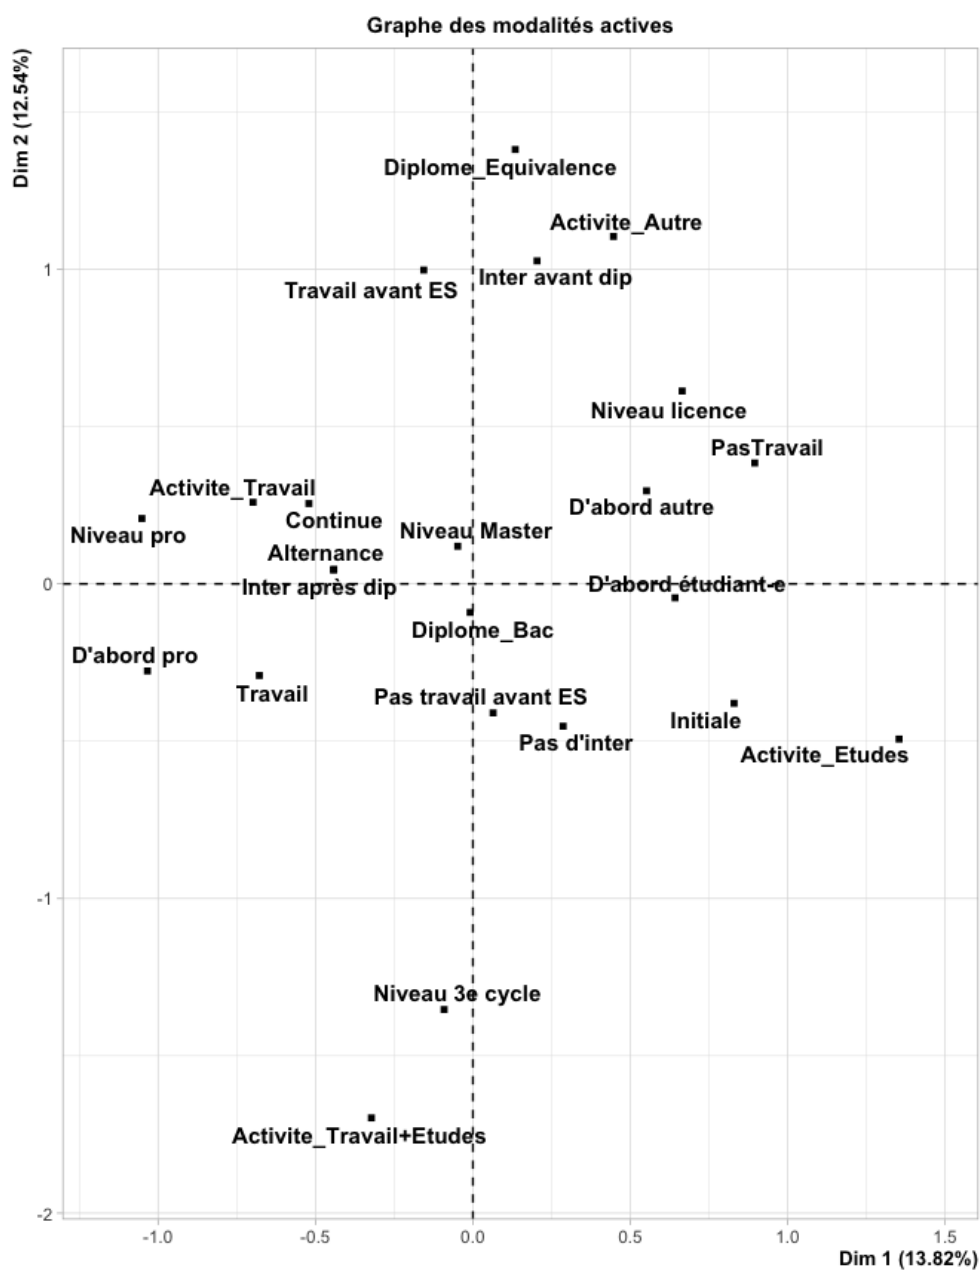 Graphe des modalités actives
Dim 2 (12.54%)
Diplome_Equivalence
Activite_Autre
Inter avant dip
1
Travail avant ES
Niveau licence
PasTravail
Activite_Travail
D'abord autre
Continue
Niveau pro
Niveau Master
Alternance
0
D'abord étudiant-e
Inter après dip
Diplome_Bac
D'abord pro
Travail
Pas travail avant ES
Initiale
Pas d'inter
Activite_Etudes
-1
Niveau 3e cycle
Activite_Travail+Etudes
-2
-1.0 -0.5 0.0 0.5 1.0 1.5
Dim 1 (13.82%)